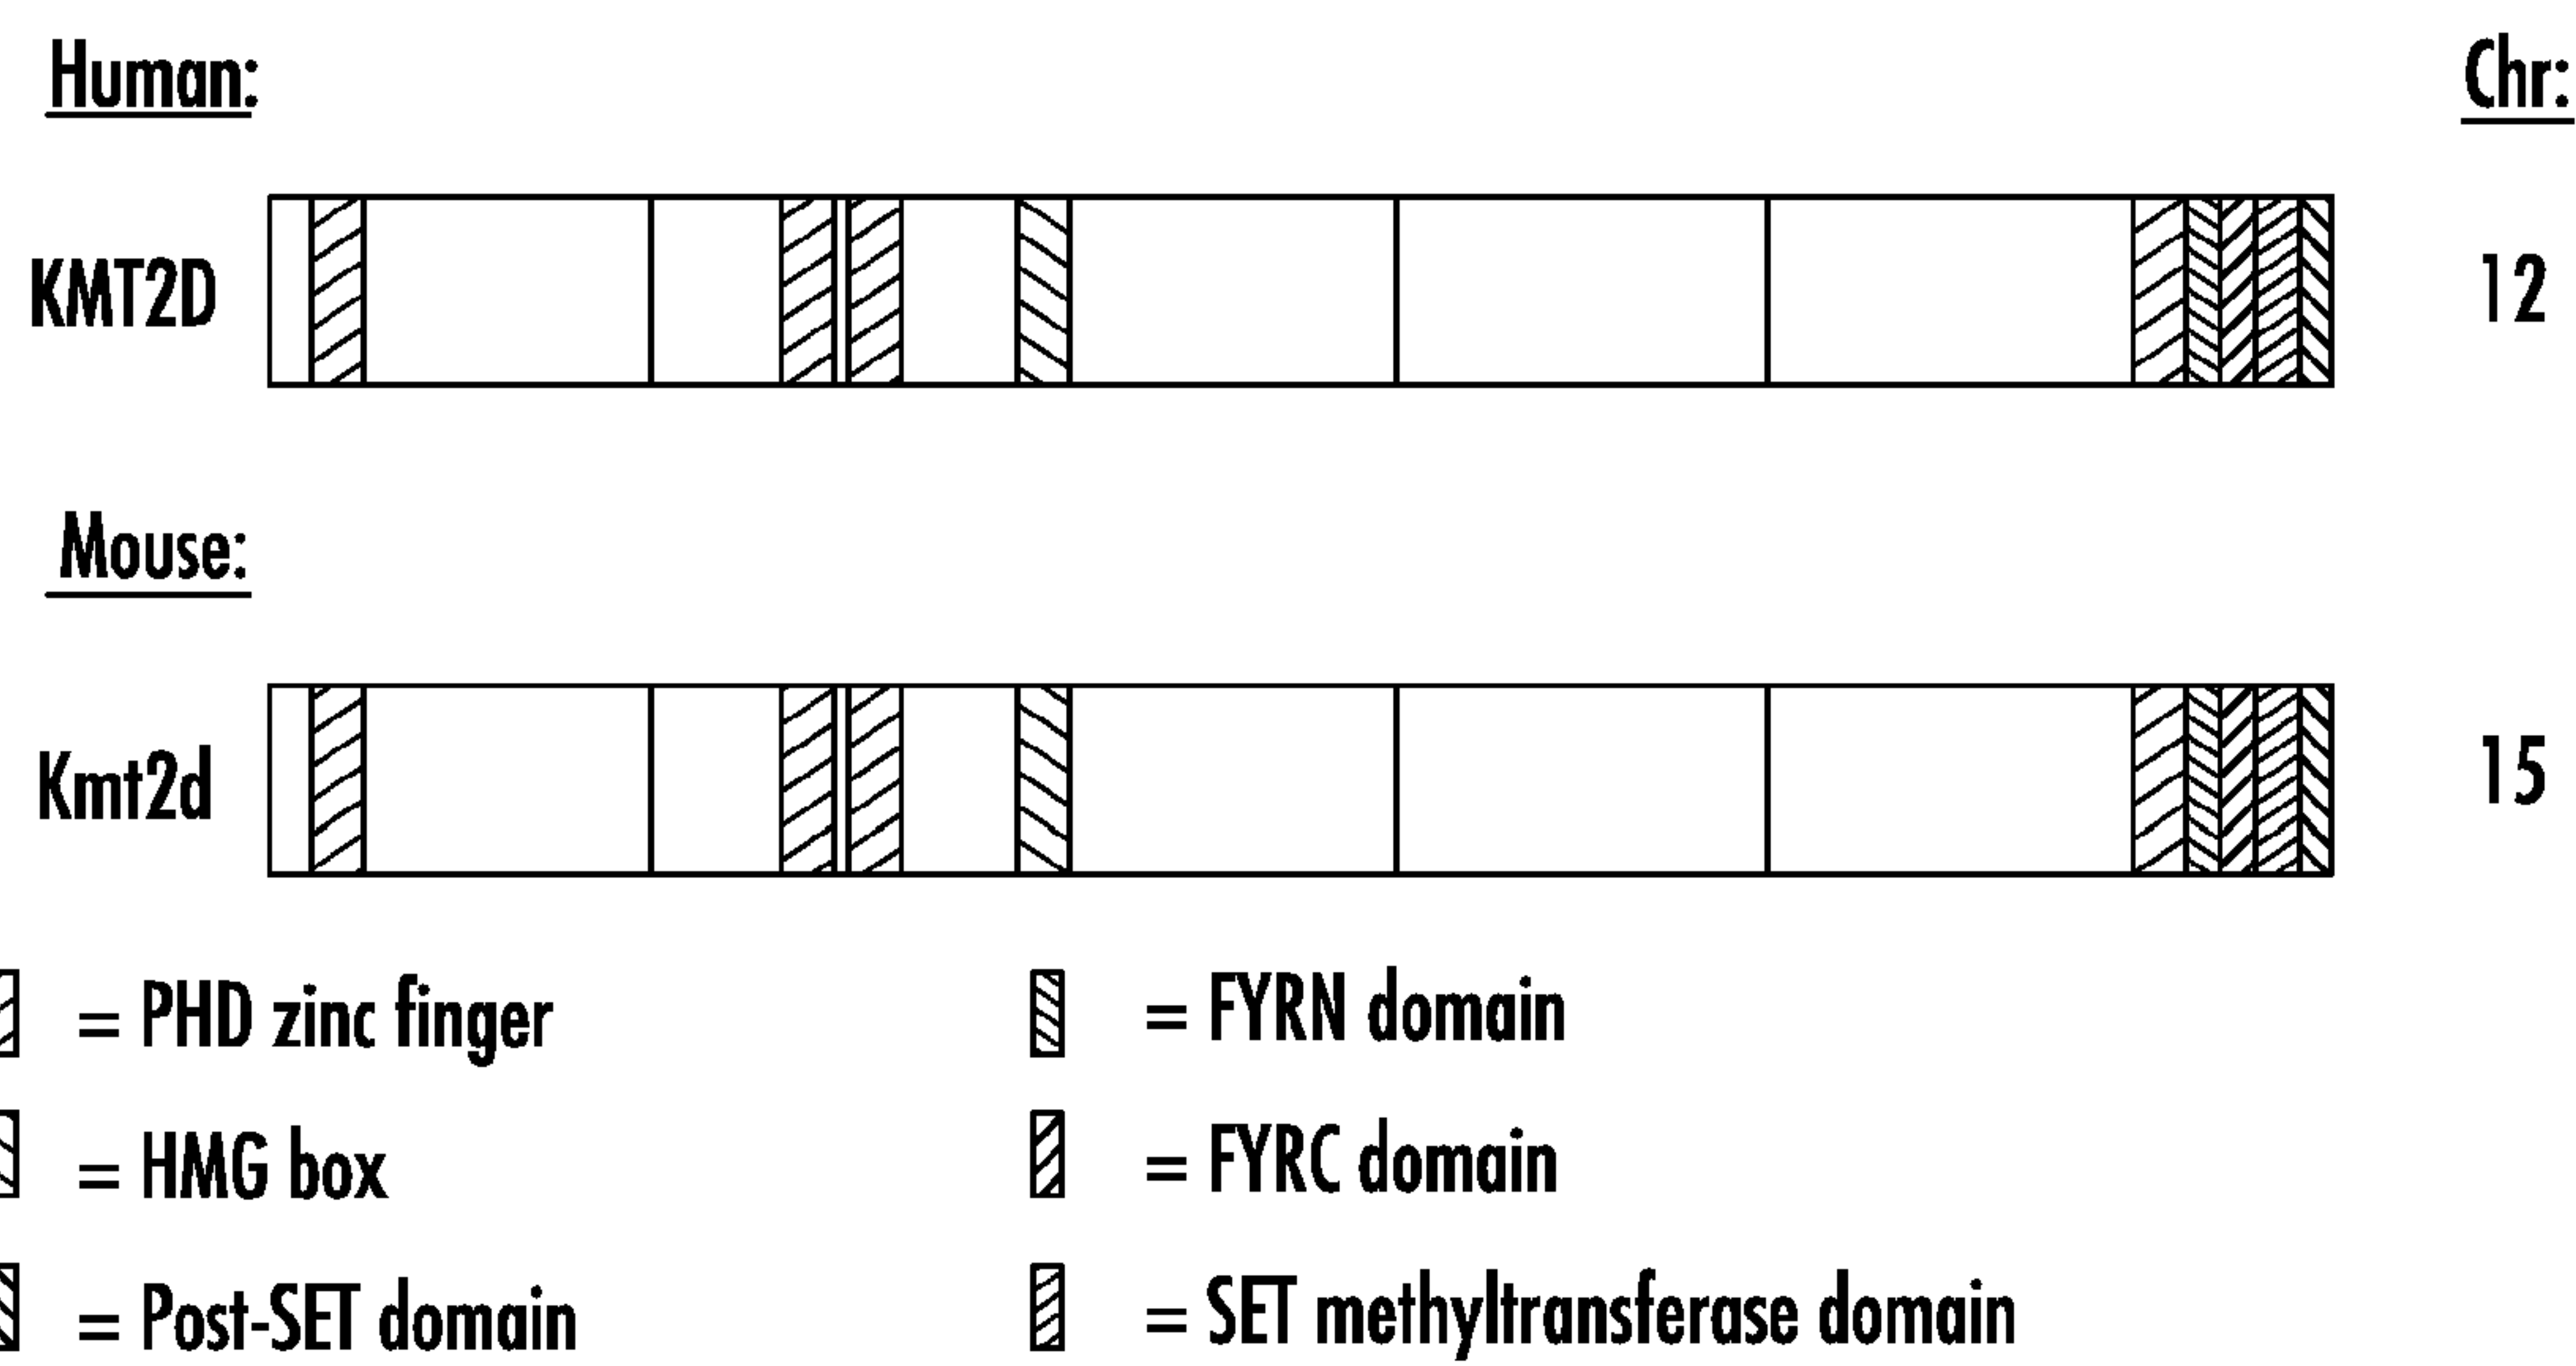 Human:
Chr:
KMT2D
12
Mouse:
Kmt2d
15
= PHD zinc finger
= FYRN domain
= HMG box
= FYRC domain
= Post-SET domain
= SET methyltransferase domain